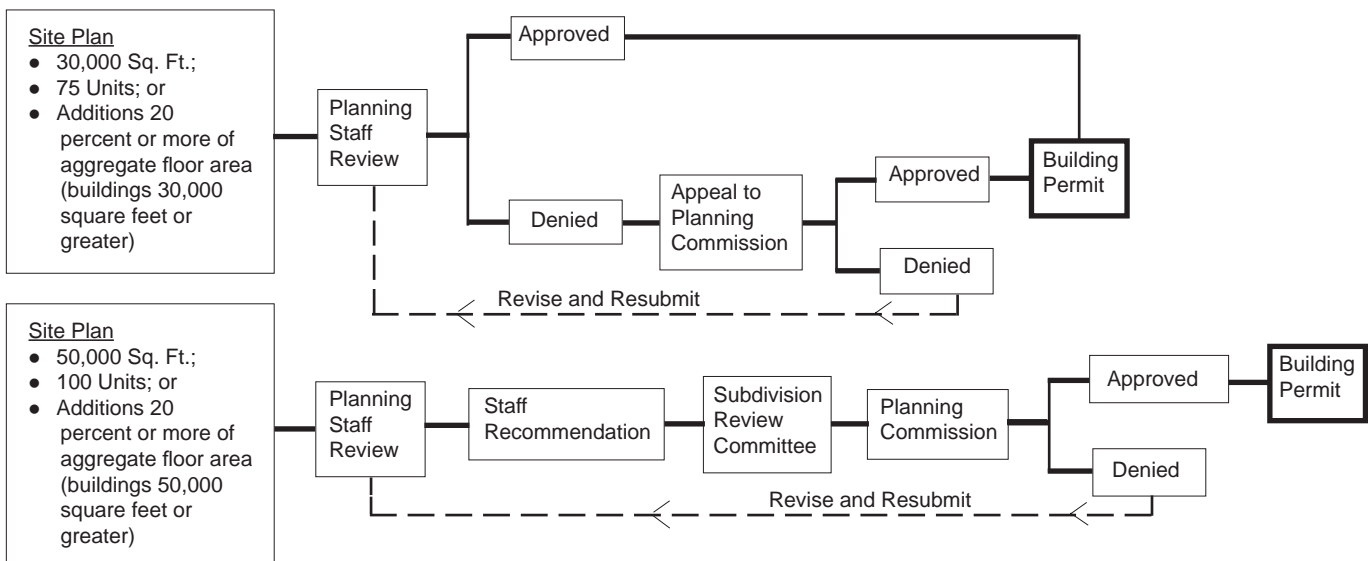 Site Plan
● 30,000 Sq. Ft.;
● 75 Units; or
● Additions 20
percent or more of
aggregate floor area
(buildings 30,000
square feet or
greater)
Planning
Staff
Review
Approved
Denied
Appeal to
Planning
Commission
Approved
Denied
Building
Permit
Revise and Resubmit
Site Plan
● 50,000 Sq. Ft.;
● 100 Units; or
● Additions 20
percent or more of
aggregate floor area
(buildings 50,000
square feet or
greater)
Planning
Staff
Review
Staff
Recommendation
Subdivision
Review
Committee
Planning
Commission
Approved
Denied
Building
Permit
Revise and Resubmit